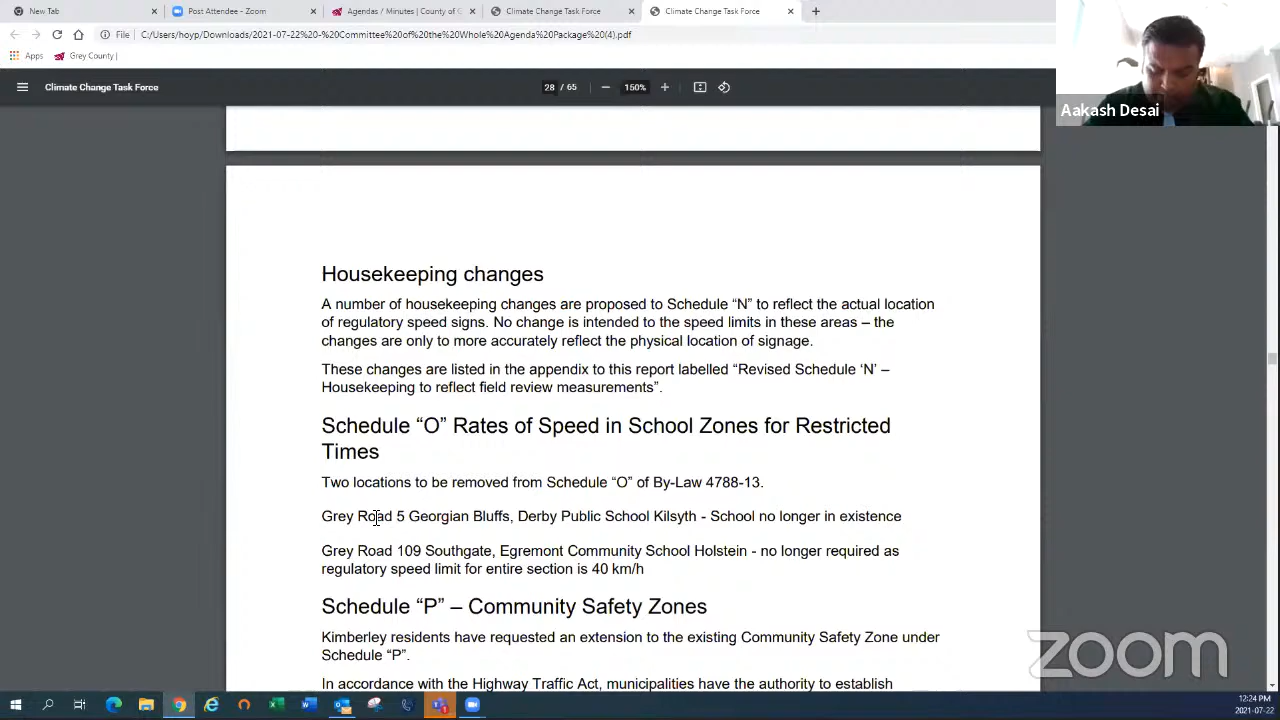 New Tab
Post Attendee - Zoom
Agendas / Minutes | County of G
Climate Change Task Force
Climate Change Task Force
File
C:/Users/hoyp/Downloads/2021-07-22%20-%20Committee%20of%20the%20Whole%20Agenda%20Package%20(4).pdf
Apps
Grey County |
Climate Change Task Force
28 / 65
150%
Aakash Desai
Housekeeping changes
A number of housekeeping changes are proposed to Schedule “N” to reflect the actual location
of regulatory speed signs. No change is intended to the speed limits in these areas – the
changes are only to more accurately reflect the physical location of signage.
These changes are listed in the appendix to this report labelled “Revised Schedule ‘N’ –
Housekeeping to reflect field review measurements”.
Schedule “O” Rates of Speed in School Zones for Restricted
Times
Two locations to be removed from Schedule “O” of By-Law 4788-13.
Grey Road 5 Georgian Bluffs, Derby Public School Kilsyth - School no longer in existence
Grey Road 109 Southgate, Egremont Community School Holstein - no longer required as
regulatory speed limit for entire section is 40 km/h
Schedule “P” – Community Safety Zones
Kimberley residents have requested an extension to the existing Community Safety Zone under
Schedule “P”.
In accordance with the Highway Traffic Act, municipalities have the authority to establish
zoom
12:24 PM
2021-07-22